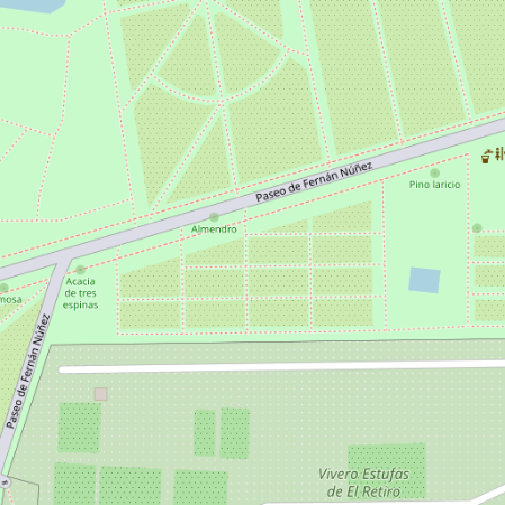 Paseo de Fernán Núñez
Pino laricio
Almendro
Acacia
de tres
espinas
mosa
Paseo de Fernán Núñez
Vivero Estufas
de El Retiro